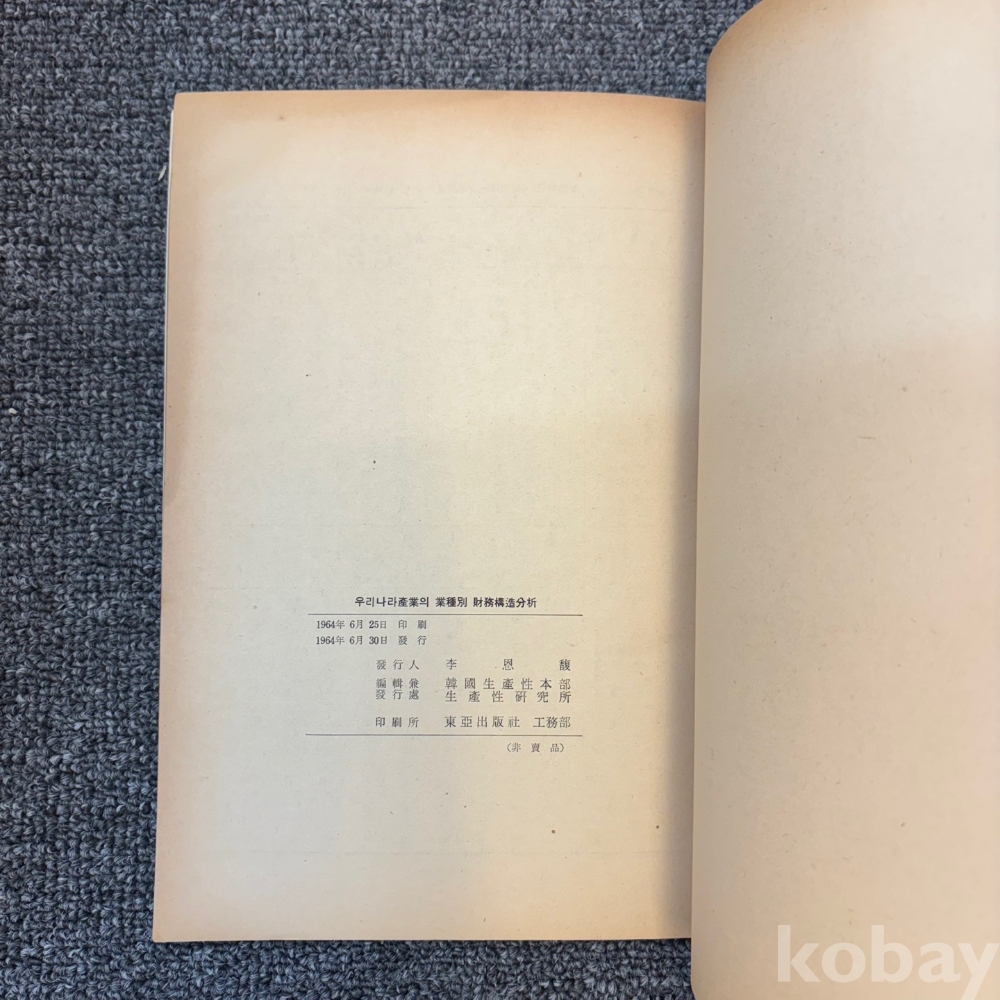 우리나라産業의 業種別 財務構造分析
1964年 6月 25日 印刷
1964年 6月 30日 發行
發行人 李恩馥
編輯兼 韓國生産性本部
發行處 生産性硏究所
印刷所 東亞出版社 工務部
(非賣品)
kobay